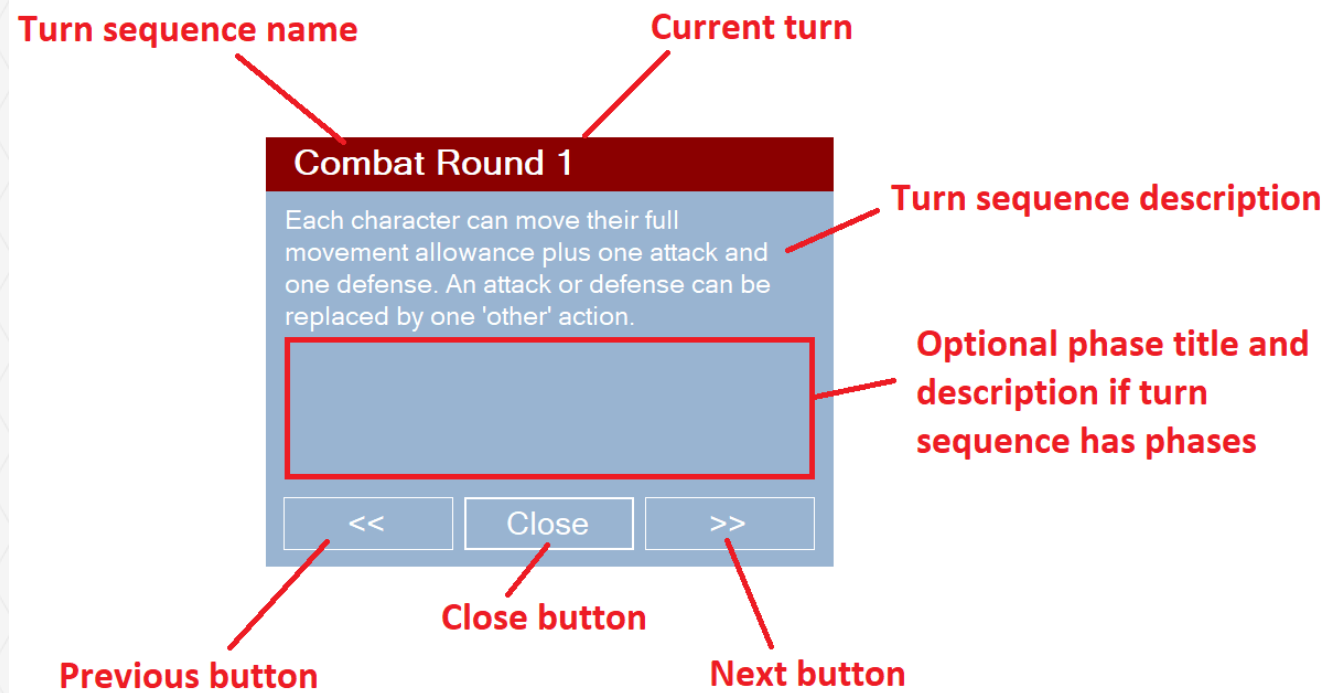 Turn sequence name
Current turn
Combat Round 1
Each character can move their full
movement allowance plus one attack and
one defense. An attack or defense can be
replaced by one 'other' action.
Turn sequence description
Optional phase title and
description if turn
sequence has phases
<<
Close
>>
Close button
Previous button
Next button